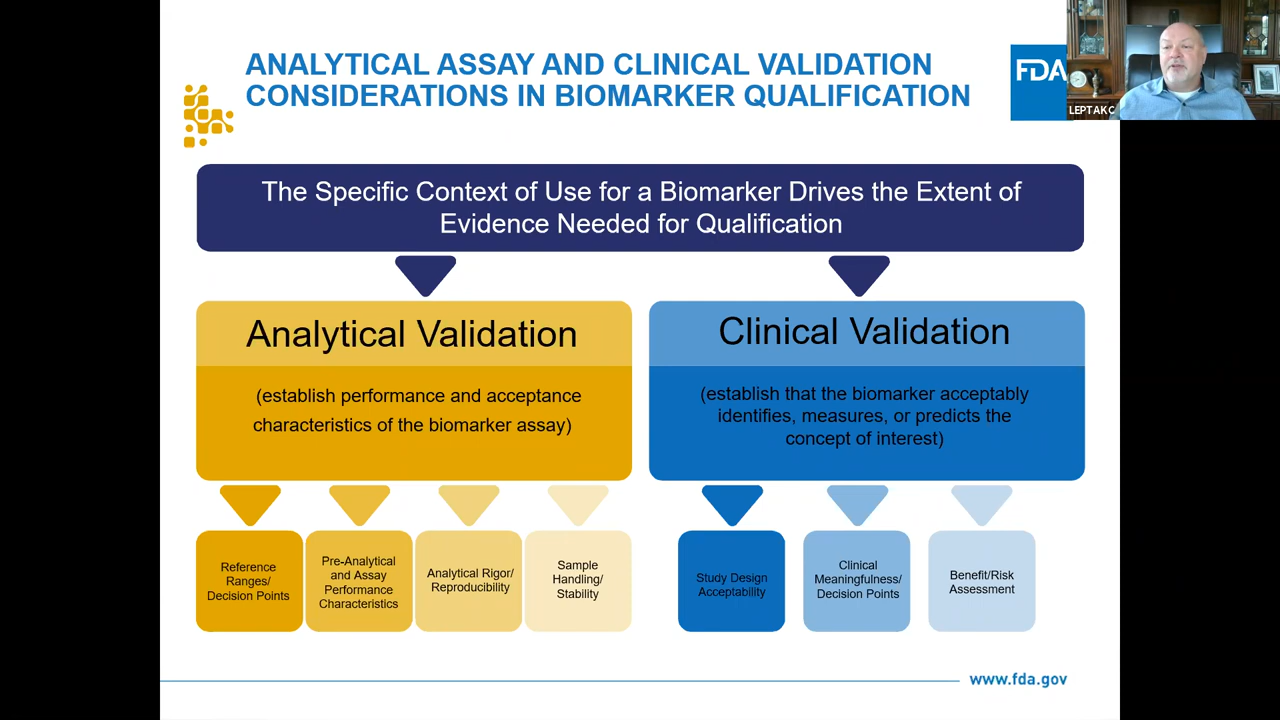 ANALYTICAL ASSAY AND CLINICAL VALIDATION
CONSIDERATIONS IN BIOMARKER QUALIFICATION
FDA
LEPTAKC
The Specific Context of Use for a Biomarker Drives the Extent of
Evidence Needed for Qualification
Analytical Validation
(establish performance and acceptance
characteristics of the biomarker assay)
Clinical Validation
(establish that the biomarker acceptably
identifies, measures, or predicts the
concept of interest)
Reference
Ranges/
Decision Points
Pre-Analytical
and Assay
Performance
Characteristics
Analytical Rigor/
Reproducibility
Sample
Handling/
Stability
Study Design
Acceptability
Clinical
Meaningfulness/
Decision Points
Benefit/Risk
Assessment
www.fda.gov